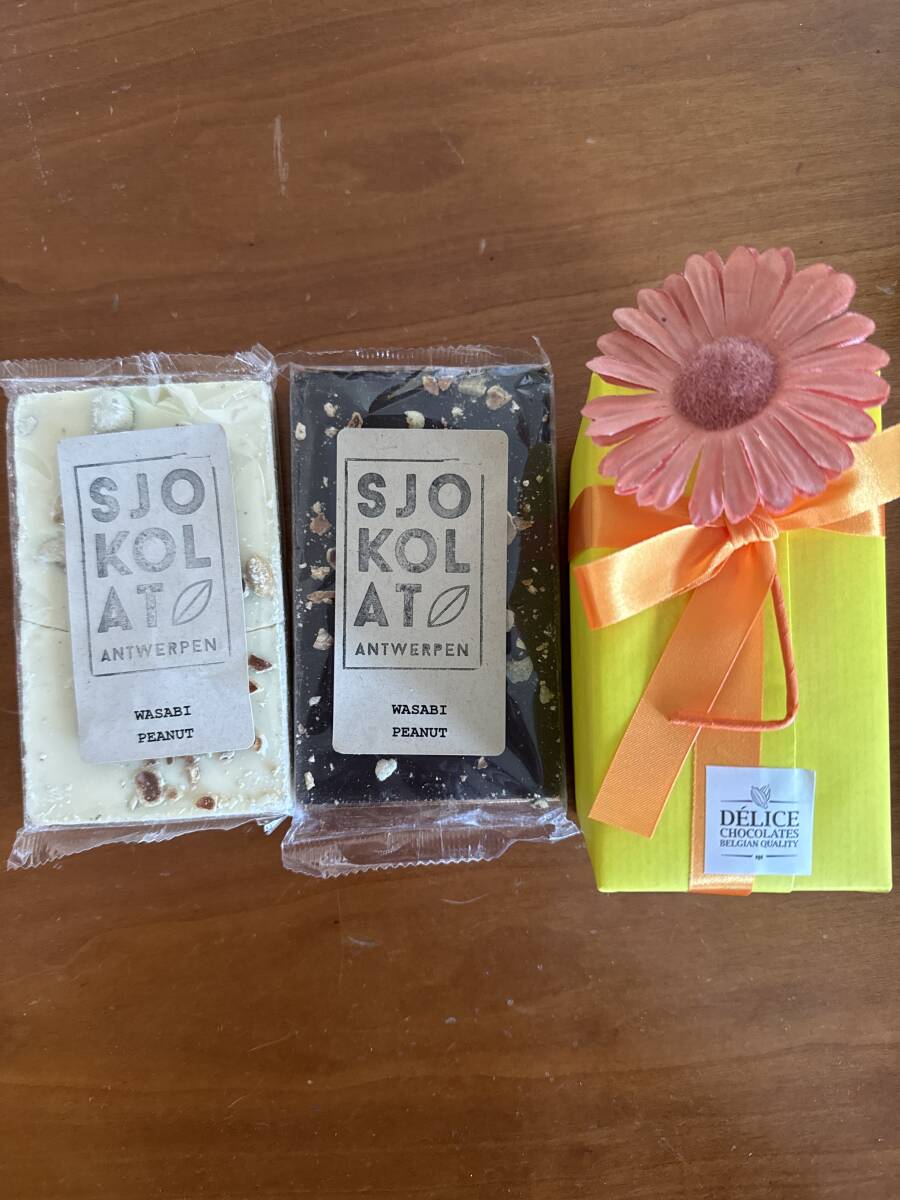 SJO
KOL
AT
ANTWERPEN
WASABI
PEANUT
SJO
KOL
AT
ANTWERPEN
WASABI
PEANUT
DÉLICE
CHOCOLATES
BELGIAN QUALITY